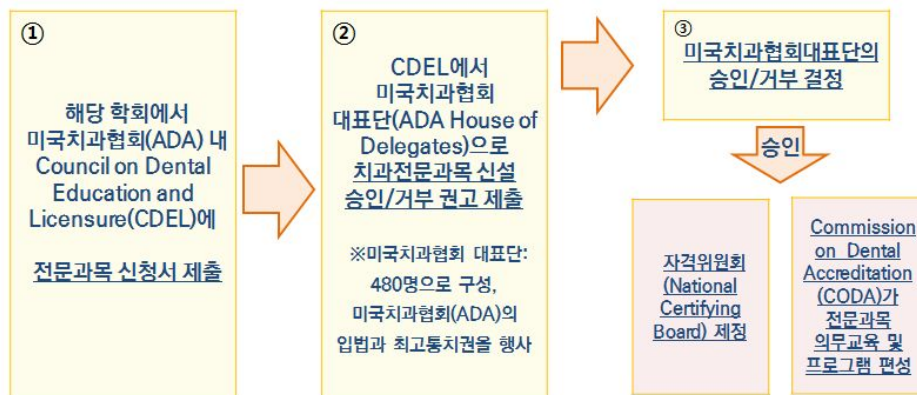 ①
해당 학회에서
미국치과협회(ADA) 내
Council on Dental
Education and
Licensure(CDEL)에
전문과목 신청서 제출
②
CDEL에서
미국치과협회
대표단(ADA House of
Delegates)으로
치과전문과목 신설
승인/거부 권고 제출
※미국치과협회 대표단:
480명으로 구성,
미국치과협회(ADA)의
입법과 최고통치권을 행사
③
미국치과협회대표단의
승인/거부 결정
승인
자격위원회
(National
Certifying
Board) 제정
Commission
on Dental
Accreditation
(CODA)가
전문과목
의무교육 및
프로그램 편성